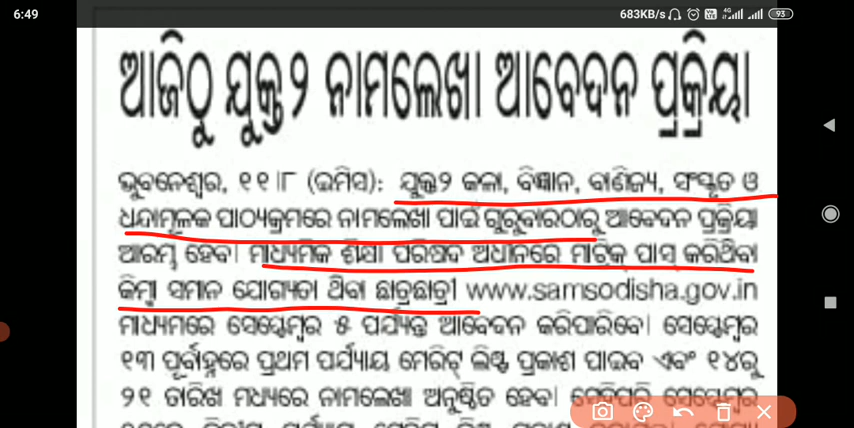 6:49
683KB/s 4G 93
ଆଜିଠୁ ଯୁକ୍ତ୨ ନାମଲେଖା ଆବେଦନ ପ୍ରକ୍ରିୟା
ଭୁବନେଶ୍ୱର, ୧୧।୮ (ଇମିସ): ଯୁକ୍ତ୨ କଳା, ବିଜ୍ଞାନ, ବାଣିଜ୍ୟ, ସଂସ୍କୃତ ଓ
ଧନ୍ଦାମୂଳକ ପାଠ୍ୟକ୍ରମରେ ନାମଲେଖା ପାଇଁ ଗୁରୁବାରଠାରୁ ଆବେଦନ ପ୍ରକ୍ରିୟା
ଆରମ୍ଭ ହେବ। ମାଧ୍ୟମିକ ଶିକ୍ଷା ପରିଷଦ ଅଧୀନରେ ମାଟ୍ରିକ୍ ପାସ୍ କରିଥିବା
କିମ୍ବା ସମାନ ଯୋଗ୍ୟତା ଥିବା ଛାତ୍ରଛାତ୍ରୀ www.samsodisha.gov.in
ମାଧ୍ୟମରେ ସେପ୍ଟେମ୍ବର ୫ ପର୍ଯ୍ୟନ୍ତ ଆବେଦନ କରିପାରିବେ। ସେପ୍ଟେମ୍ବର
୧୩ ପୂର୍ବାହ୍ନରେ ପ୍ରଥମ ପର୍ଯ୍ୟାୟ ମେରିଟ୍ ଲିଷ୍ଟ ପ୍ରକାଶ ପାଇବ ଏବଂ ୧୪ରୁ
୨୧ ତାରିଖ ମଧ୍ୟରେ ନାମଲେଖା ଅନୁଷ୍ଠିତ ହେବ। ସେହିପରି ସେପ୍ଟେମ୍ବର